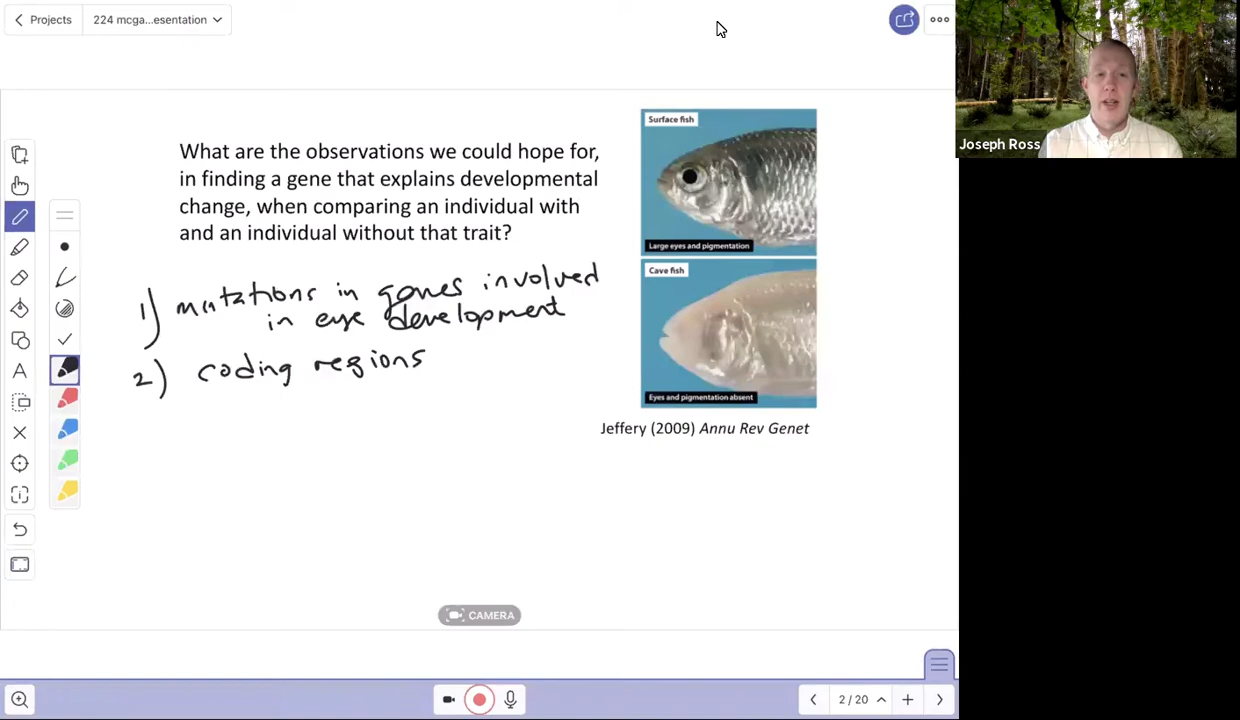 Projects
224 mcga...esentation
Joseph Ross
What are the observations we could hope for,
in finding a gene that explains developmental
change, when comparing an individual with
and an individual without that trait?
1) mutations in genes involved
in eye development
2) coding regions
Surface fish
Large eyes and pigmentation
Cave fish
Eyes and pigmentation absent
Jeffery (2009) Annu Rev Genet
A
CAMERA
2 / 20